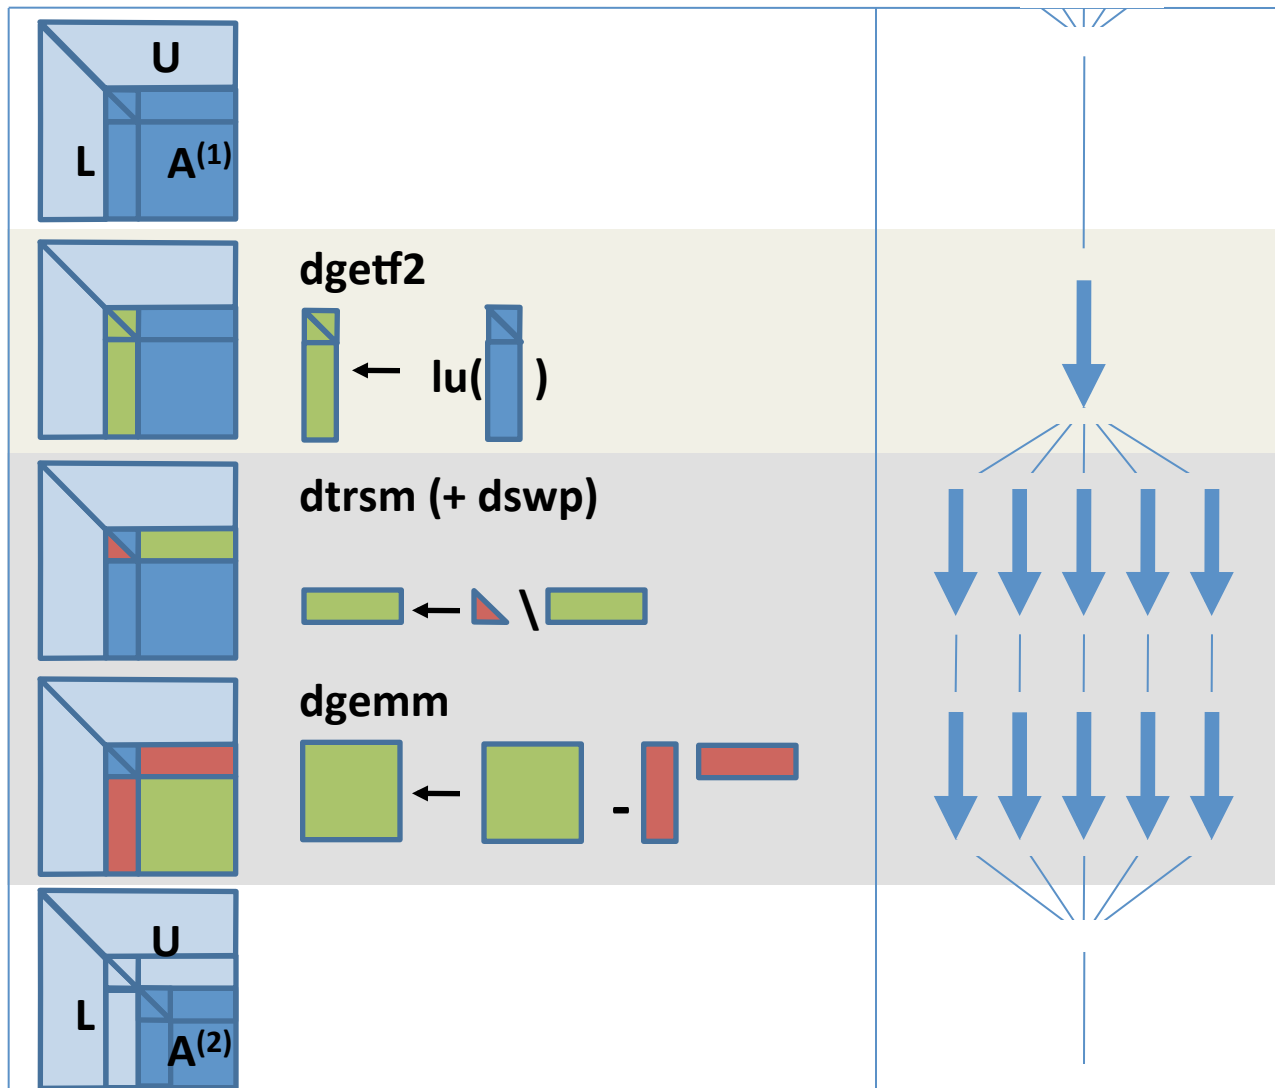 U
L A(1)
dgetf2
lu( )
dtrsm (+ dswp)
\
dgemm
-
U
L
A(2)